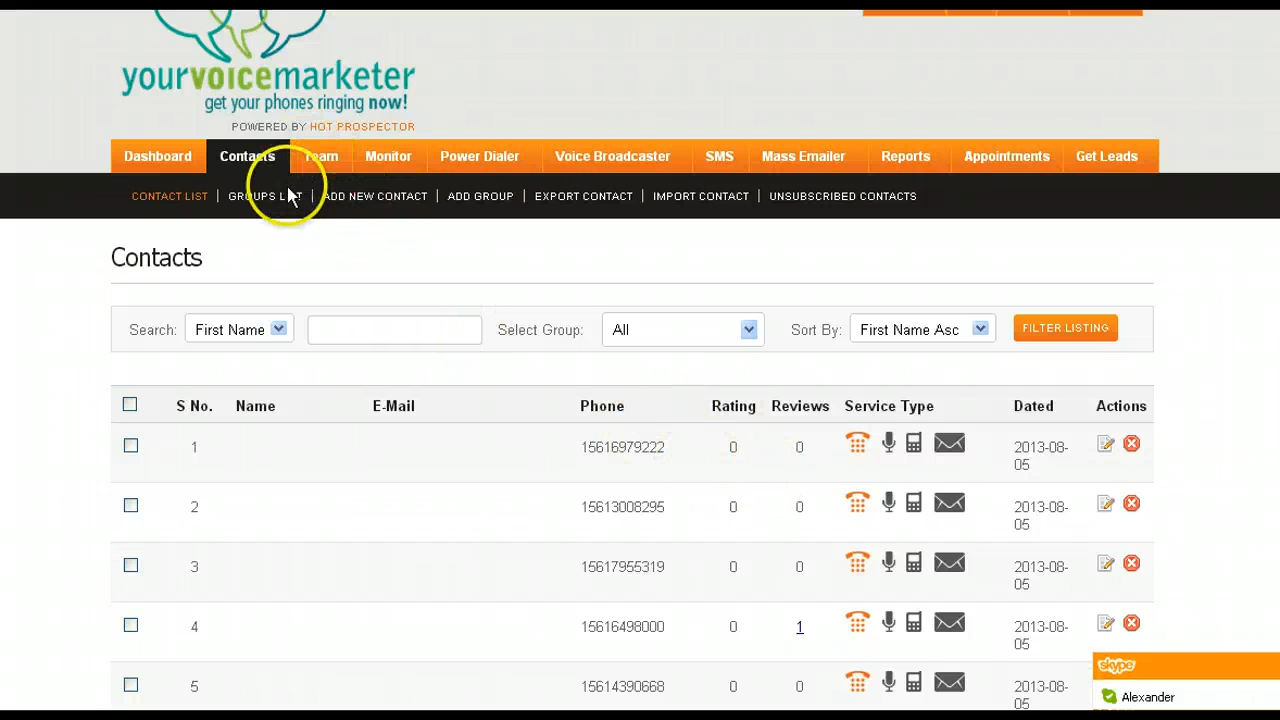 yourvoicemarketer
get your phones ringing now!
POWERED BY HOT PROSPECTOR
Dashboard Contacts Team Monitor Power Dialer Voice Broadcaster SMS Mass Emailer Reports Appointments Get Leads
CONTACT LIST | GROUPS LIST | ADD NEW CONTACT | ADD GROUP | EXPORT CONTACT | IMPORT CONTACT | UNSUBSCRIBED CONTACTS
Contacts
Search: First Name Select Group: All Sort By: First Name Asc FILTER LISTING
S No. Name E-Mail Phone Rating Reviews Service Type Dated Actions
1 15616979222 0 0 2013-08-
05
2 15613008295 0 0 2013-08-
05
3 15617955319 0 0 2013-08-
05
4 15616498000 0 1 2013-08-
05
5 15614390668 0 0 2013-08-
05
skype
Alexander